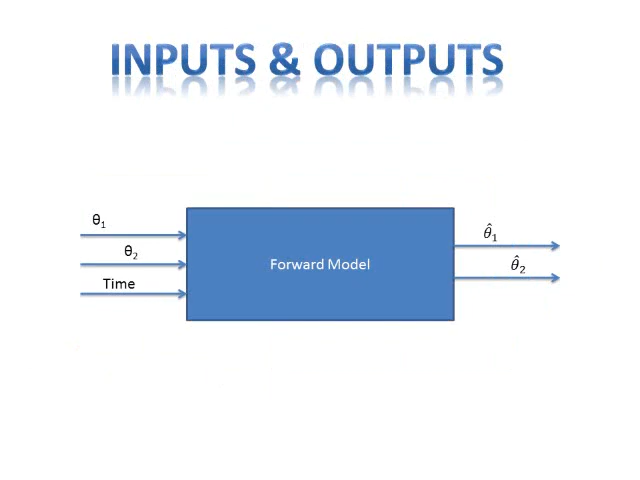 INPUTS & OUTPUTS
θ₁
θ₂
Time
Forward Model
θ̂₁
θ̂₂